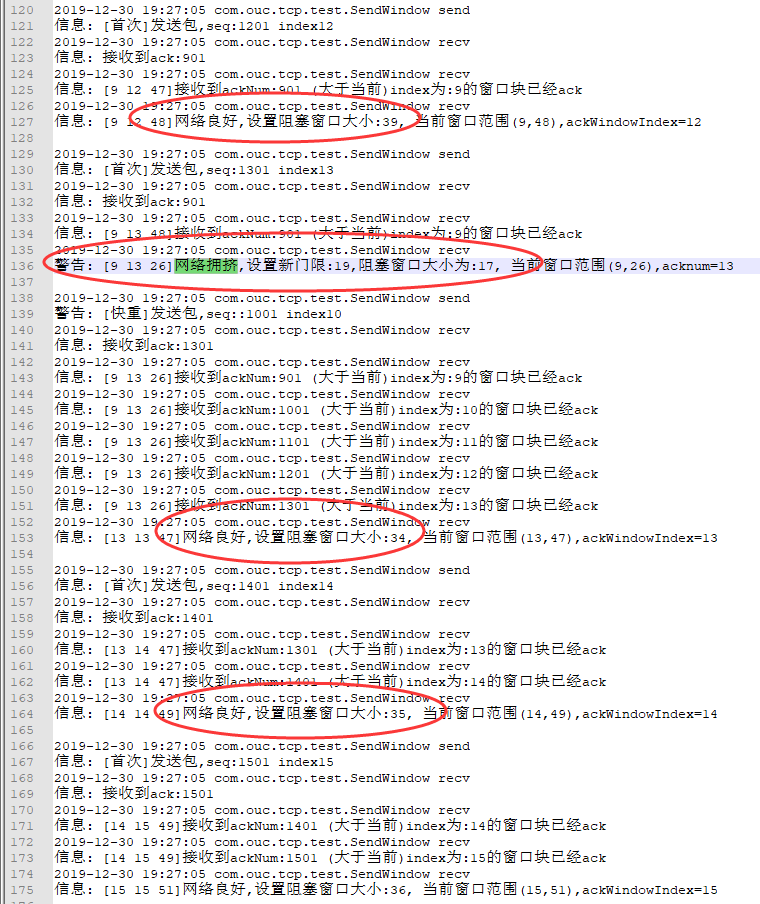 120 2019-12-30 19:27:05 com.ouc.tcp.test.SendWindow send
121 信息: [首次]发送包,seq:1201 index12
122 2019-12-30 19:27:05 com.ouc.tcp.test.SendWindow recv
123 信息: 接收到ack:901
124 2019-12-30 19:27:05 com.ouc.tcp.test.SendWindow recv
125 信息: [9 12 47]接收到ackNum:901 (大于当前)index为:9的窗口块已经ack
126 2019-12-30 19:27:05 com.ouc.tcp.test.SendWindow recv
127 信息: [9 12 48]网络良好,设置阻塞窗口大小:39, 当前窗口范围(9,48),ackWindowIndex=12
128
129 2019-12-30 19:27:05 com.ouc.tcp.test.SendWindow send
130 信息: [首次]发送包,seq:1301 index13
131 2019-12-30 19:27:05 com.ouc.tcp.test.SendWindow recv
132 信息: 接收到ack:901
133 2019-12-30 19:27:05 com.ouc.tcp.test.SendWindow recv
134 信息: [9 13 48]接收到ackNum:901 (大于当前)index为:9的窗口块已经ack
135 2019-12-30 19:27:05 com.ouc.tcp.test.SendWindow recv
136 警告: [9 13 26]网络拥挤,设置新门限:19,阻塞窗口大小为:17, 当前窗口范围(9,26),acknum=13
137
138 2019-12-30 19:27:05 com.ouc.tcp.test.SendWindow send
139 警告: [快重]发送包,seq::1001 index10
140 2019-12-30 19:27:05 com.ouc.tcp.test.SendWindow recv
141 信息: 接收到ack:1301
142 2019-12-30 19:27:05 com.ouc.tcp.test.SendWindow recv
143 信息: [9 13 26]接收到ackNum:901 (大于当前)index为:9的窗口块已经ack
144 2019-12-30 19:27:05 com.ouc.tcp.test.SendWindow recv
145 信息: [9 13 26]接收到ackNum:1001 (大于当前)index为:10的窗口块已经ack
146 2019-12-30 19:27:05 com.ouc.tcp.test.SendWindow recv
147 信息: [9 13 26]接收到ackNum:1101 (大于当前)index为:11的窗口块已经ack
148 2019-12-30 19:27:05 com.ouc.tcp.test.SendWindow recv
149 信息: [9 13 26]接收到ackNum:1201 (大于当前)index为:12的窗口块已经ack
150 2019-12-30 19:27:05 com.ouc.tcp.test.SendWindow recv
151 信息: [9 13 26]接收到ackNum:1301 (大于当前)index为:13的窗口块已经ack
152 2019-12-30 19:27:05 com.ouc.tcp.test.SendWindow recv
153 信息: [13 13 47]网络良好,设置阻塞窗口大小:34, 当前窗口范围(13,47),ackWindowIndex=13
154
155 2019-12-30 19:27:05 com.ouc.tcp.test.SendWindow send
156 信息: [首次]发送包,seq:1401 index14
157 2019-12-30 19:27:05 com.ouc.tcp.test.SendWindow recv
158 信息: 接收到ack:1401
159 2019-12-30 19:27:05 com.ouc.tcp.test.SendWindow recv
160 信息: [13 14 47]接收到ackNum:1301 (大于当前)index为:13的窗口块已经ack
161 2019-12-30 19:27:05 com.ouc.tcp.test.SendWindow recv
162 信息: [13 14 47]接收到ackNum:1401 (大于当前)index为:14的窗口块已经ack
163 2019-12-30 19:27:05 com.ouc.tcp.test.SendWindow recv
164 信息: [14 14 49]网络良好,设置阻塞窗口大小:35, 当前窗口范围(14,49),ackWindowIndex=14
165
166 2019-12-30 19:27:05 com.ouc.tcp.test.SendWindow send
167 信息: [首次]发送包,seq:1501 index15
168 2019-12-30 19:27:05 com.ouc.tcp.test.SendWindow recv
169 信息: 接收到ack:1501
170 2019-12-30 19:27:05 com.ouc.tcp.test.SendWindow recv
171 信息: [14 15 49]接收到ackNum:1401 (大于当前)index为:14的窗口块已经ack
172 2019-12-30 19:27:05 com.ouc.tcp.test.SendWindow recv
173 信息: [14 15 49]接收到ackNum:1501 (大于当前)index为:15的窗口块已经ack
174 2019-12-30 19:27:05 com.ouc.tcp.test.SendWindow recv
175 信息: [15 15 51]网络良好,设置阻塞窗口大小:36, 当前窗口范围(15,51),ackWindowIndex=15